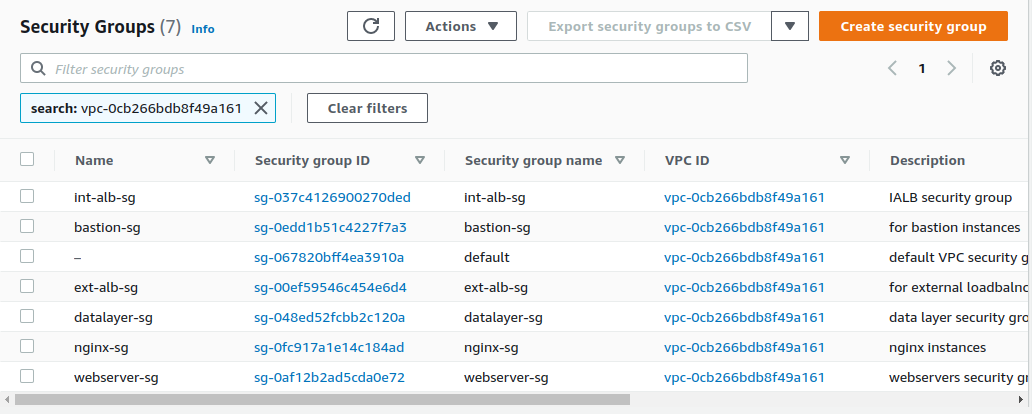 Security Groups (7) Info Actions Export security groups to CSV Create security group
Filter security groups 1
search: vpc-0cb266bdb8f49a161 Clear filters
Name Security group ID Security group name VPC ID Description
int-alb-sg sg-037c4126900270ded int-alb-sg vpc-0cb266bdb8f49a161 IALB security group
bastion-sg sg-0edd1b51c4227f7a3 bastion-sg vpc-0cb266bdb8f49a161 for bastion instances
– sg-067820bff4ea3910a default vpc-0cb266bdb8f49a161 default VPC security g
ext-alb-sg sg-00ef59546c454e6d4 ext-alb-sg vpc-0cb266bdb8f49a161 for external loadbalnc
datalayer-sg sg-048ed52fcbb2c120a datalayer-sg vpc-0cb266bdb8f49a161 data layer security gro
nginx-sg sg-0fc917a1e14c184ad nginx-sg vpc-0cb266bdb8f49a161 nginx instances
webserver-sg sg-0af12b2ad5cda0e72 webserver-sg vpc-0cb266bdb8f49a161 webservers security gr